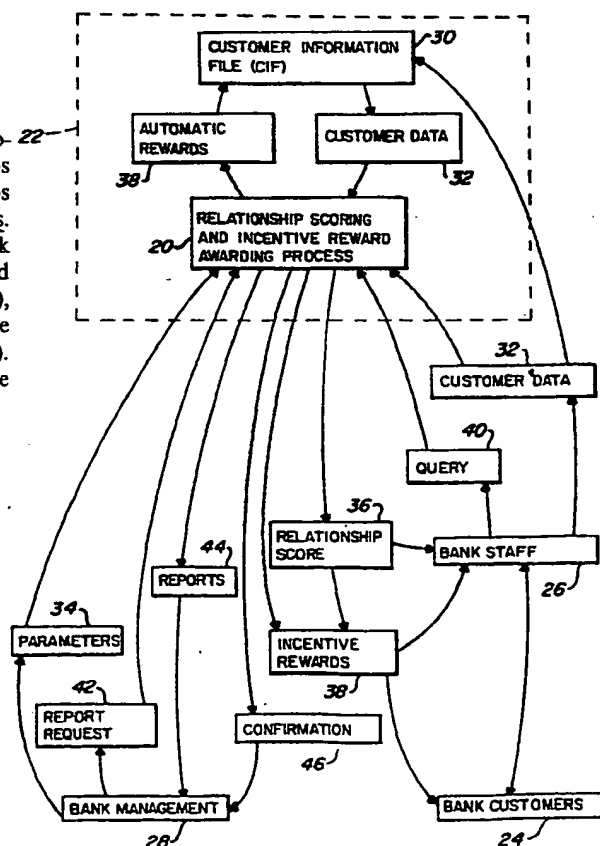 30
CUSTOMER INFORMATION
FILE (CIF)
22
AUTOMATIC
REWARDS
38
CUSTOMER DATA
32
es
es
s.
k
d
),
e
).
e
20
RELATIONSHIP SCORING
AND INCENTIVE REWARD
AWARDING PROCESS
32
CUSTOMER DATA
40
QUERY
36
RELATIONSHIP
SCORE
BANK STAFF
26
44
REPORTS
34
PARAMETERS
INCENTIVE
REWARDS
38
42
REPORT
REQUEST
CONFIRMATION
46
BANK MANAGEMENT
28
BANK CUSTOMERS
24